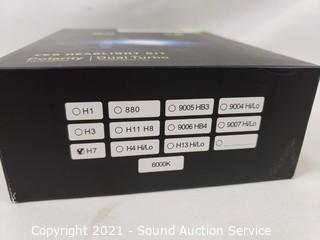 LED HEADLIGHT KIT
Polarity | Dual Turbo
H1 880 9005 HB3 9004 Hi/Lo
H3 H11 H8 9006 HB4 9007 Hi/Lo
H7 H4 Hi/Lo H13 Hi/Lo
6000K
Copyright 2021 - Sound Auction Service